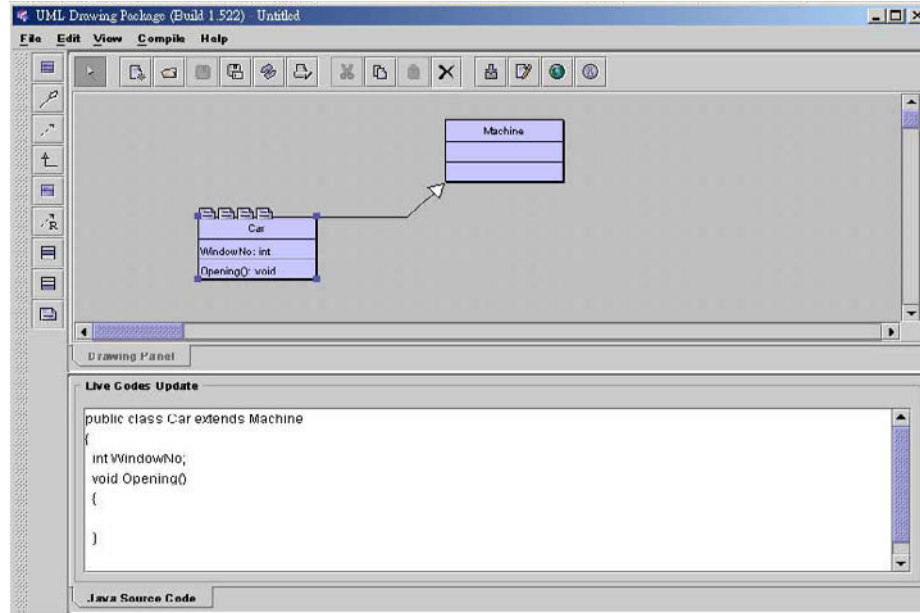 UML Drawing Package (Build 1.522) - Untitled
File Edit View Compile Help
R
Machine
Car
WindowNo: int
Opening(): void
Drawing Panel
Live Codes Update
public class Car extends Machine
{
int WindowNo;
void Opening()
{
}
Java Source Code